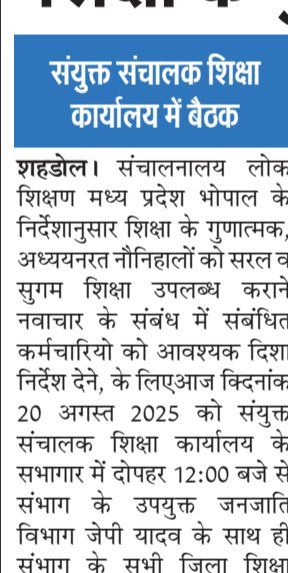 संयुक्त संचालक शिक्षा
कार्यालय में बैठक
शहडोल। संचालनालय लोक
शिक्षण मध्य प्रदेश भोपाल के
निर्देशानुसार शिक्षा के गुणात्मक,
अध्ययनरत नौनिहालों को सरल व
सुगम शिक्षा उपलब्ध कराने
नवाचार के संबंध में संबंधित
कर्मचारियो को आवश्यक दिशा
निर्देश देने, के लिएआज क्दिनांक
20 अगस्त 2025 को संयुक्त
संचालक शिक्षा कार्यालय के
सभागार में दोपहर 12:00 बजे से
संभाग के उपयुक्त जनजाति
विभाग जेपी यादव के साथ ही
संभाग के सभी जिला शिक्षा